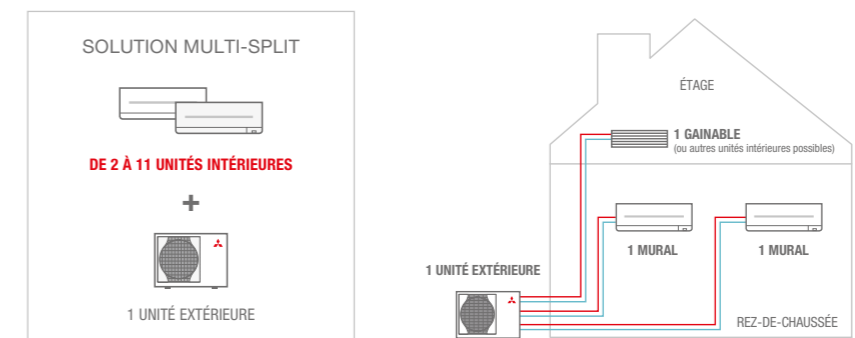 SOLUTION MULTI-SPLIT
DE 2 À 11 UNITÉS INTÉRIEURES
+
1 UNITÉ EXTÉRIEURE
ÉTAGE
1 GAINABLE
(ou autres unités intérieures possibles)
1 MURAL
1 MURAL
1 UNITÉ EXTÉRIEURE
REZ-DE-CHAUSSÉE